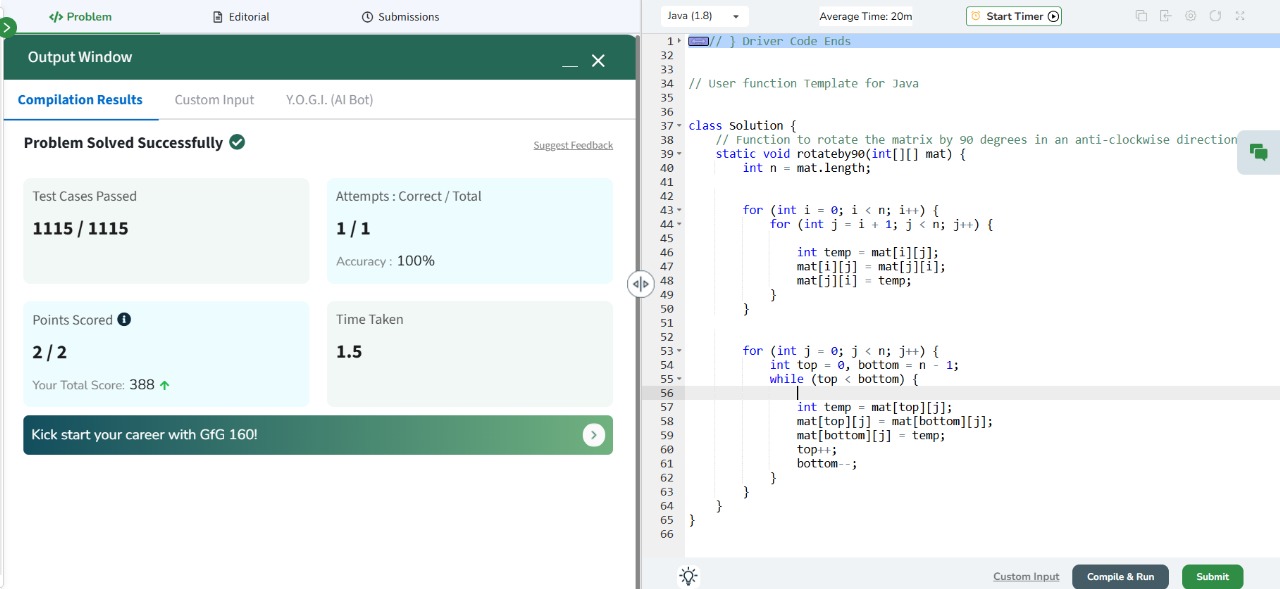 </> Problem
Editorial
Submissions
Output Window
Compilation Results
Custom Input
Y.O.G.I. (AI Bot)
Problem Solved Successfully
Suggest Feedback
Test Cases Passed
1115 / 1115
Attempts : Correct / Total
1 / 1
Accuracy : 100%
Points Scored
2 / 2
Your Total Score: 388
Time Taken
1.5
Kick start your career with GfG 160!
Java (1.8)
Average Time: 20m
Start Timer
1 // } Driver Code Ends
32
33
34 // User function Template for Java
35
36
37 class Solution {
38 // Function to rotate the matrix by 90 degrees in an anti-clockwise direction
39 static void rotateby90(int[][] mat) {
40 int n = mat.length;
41
42
43 for (int i = 0; i < n; i++) {
44 for (int j = i + 1; j < n; j++) {
45
46 int temp = mat[i][j];
47 mat[i][j] = mat[j][i];
48 mat[j][i] = temp;
49 }
50 }
51
52
53 for (int j = 0; j < n; j++) {
54 int top = 0, bottom = n - 1;
55 while (top < bottom) {
56
57 int temp = mat[top][j];
58 mat[top][j] = mat[bottom][j];
59 mat[bottom][j] = temp;
60 top++;
61 bottom--;
62 }
63 }
64 }
65 }
66
Custom Input
Compile & Run
Submit